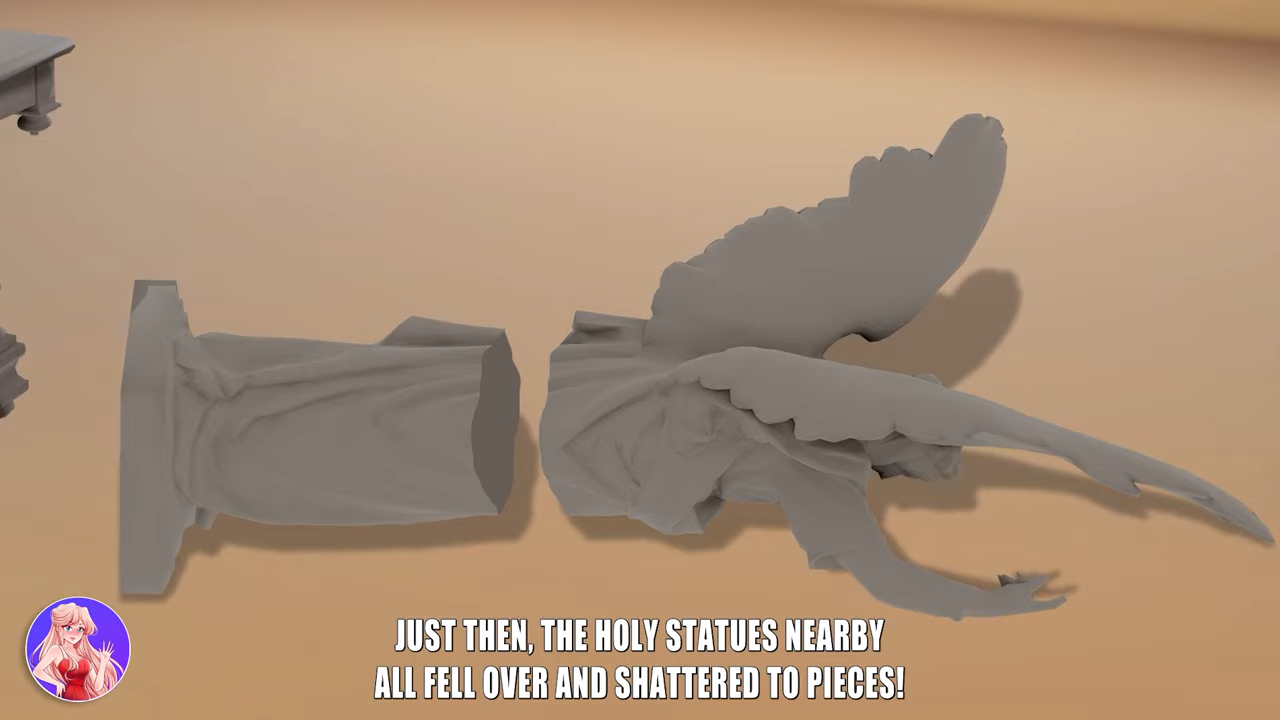 JUST THEN, THE HOLY STATUES NEARBY
ALL FELL OVER AND SHATTERED TO PIECES!